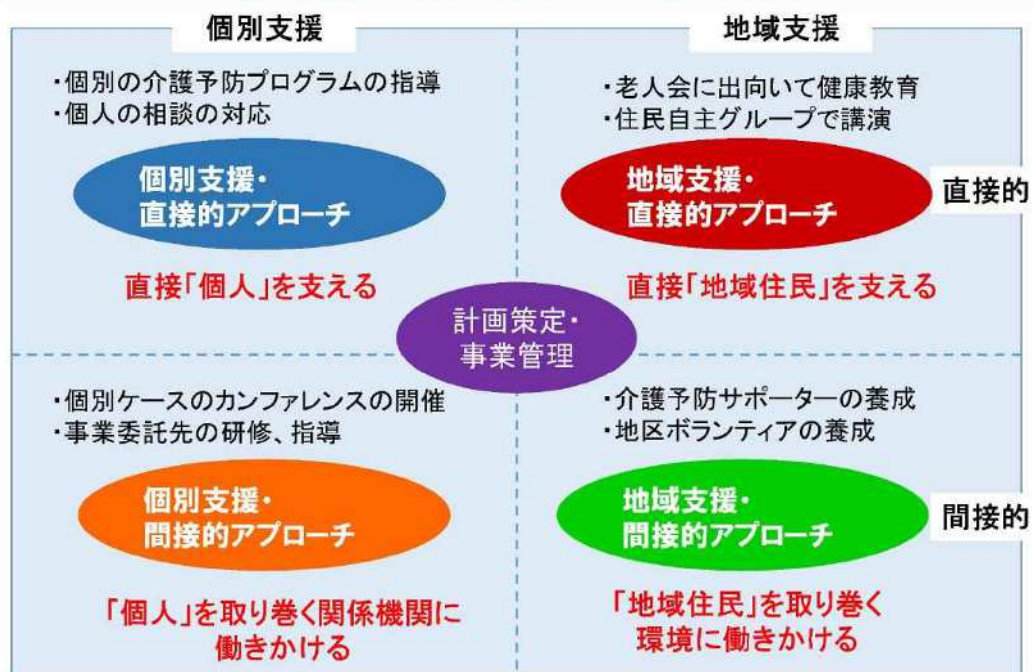 個別支援
地域支援
・個別の介護予防プログラムの指導
・個人の相談の対応
個別支援・
直接的アプローチ
直接「個人」を支える
・老人会に出向いて健康教育
・住民自主グループで講演
地域支援・
直接的アプローチ
直接的
直接「地域住民」を支える
計画策定・
事業管理
・個別ケースのカンファレンスの開催
・事業委託先の研修、指導
個別支援・
間接的アプローチ
「個人」を取り巻く関係機関に
働きかける
・介護予防サポーターの養成
・地区ボランティアの養成
地域支援・
間接的アプローチ
間接的
「地域住民」を取り巻く
環境に働きかける